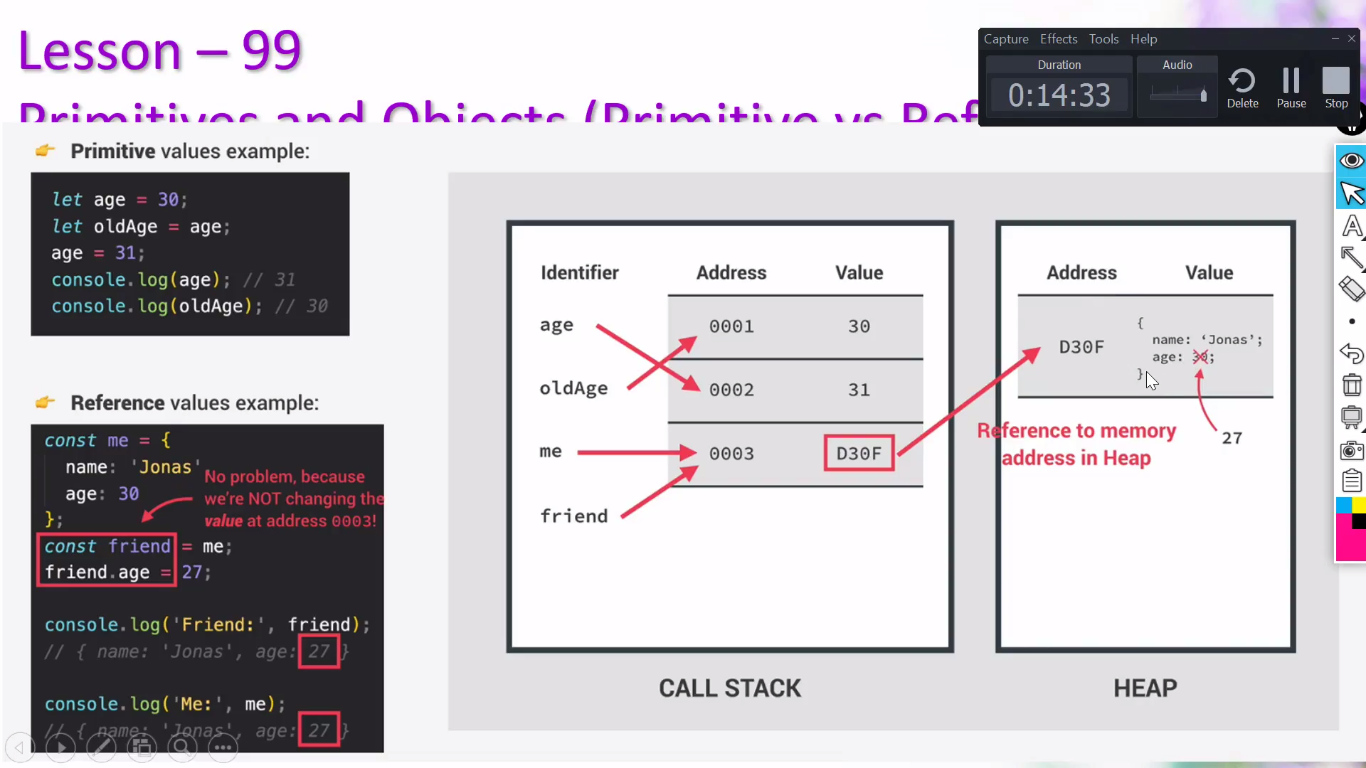 Lesson – 99
Primitives and Objects (Primitive vs Ref
Capture Effects Tools Help
Duration
0:14:33
Audio
Delete
Pause
Stop
👉 Primitive values example:
let age = 30;
let oldAge = age;
age = 31;
console.log(age); // 31
console.log(oldAge); // 30
👉 Reference values example:
const me = {
name: 'Jonas'
age: 30
};
No problem, because
we're NOT changing the
value at address 0003!
const friend = me;
friend.age = 27;
console.log('Friend:', friend);
// { name: 'Jonas', age: 27 }
console.log('Me:', me);
// { name: 'Jonas', age: 27 }
Identifier Address Value
age 0001 30
oldAge 0002 31
me 0003 D30F
friend
CALL STACK
Address Value
D30F
{
name: ‘Jonas’;
age: 30;
}
27
Reference to memory
address in Heap
HEAP